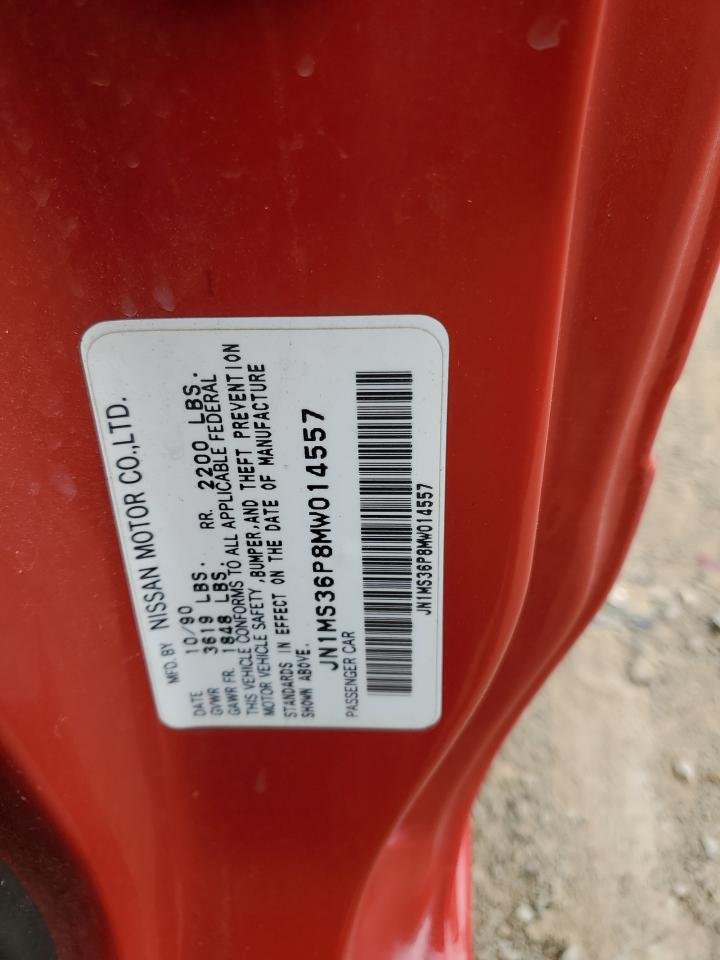 MFD. BY NISSAN MOTOR CO.,LTD.
DATE 10/90
GVWR 3619 LBS.
GAWR FR. 1848 LBS. RR. 2200 LBS.
THIS VEHICLE CONFORMS TO ALL APPLICABLE FEDERAL
MOTOR VEHICLE SAFETY ,BUMPER,AND THEFT PREVENTION
STANDARDS IN EFFECT ON THE DATE OF MANUFACTURE
SHOWN ABOVE.
JN1MS36P8MW014557
PASSENGER CAR
JN1MS36P8MW014557